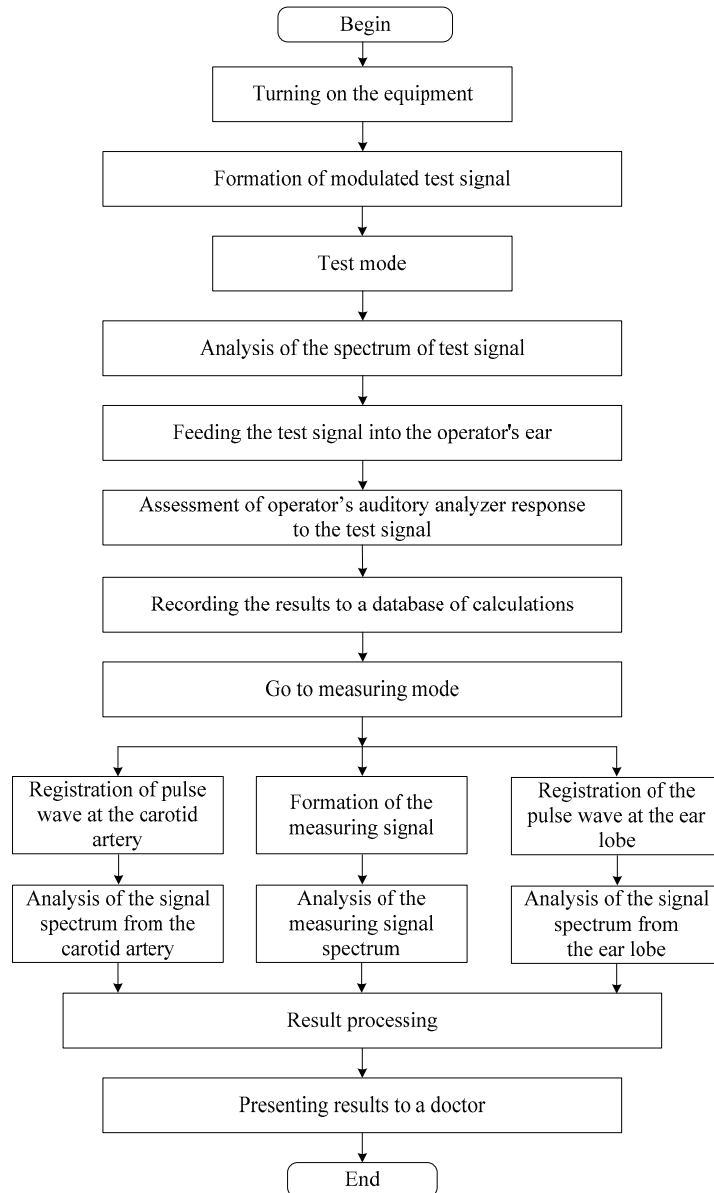 Begin
Turning on the equipment
Formation of modulated test signal
Test mode
Analysis of the spectrum of test signal
Feeding the test signal into the operator's ear
Assessment of operator’s auditory analyzer response
to the test signal
Recording the results to a database of calculations
Go to measuring mode
Registration of pulse
wave at the carotid
artery
Formation of the
measuring signal
Registration of the
pulse wave at the ear
lobe
Analysis of the signal
spectrum from the
carotid artery
Analysis of the
measuring signal
spectrum
Analysis of the signal
spectrum from
the ear lobe
Result processing
Presenting results to a doctor
End